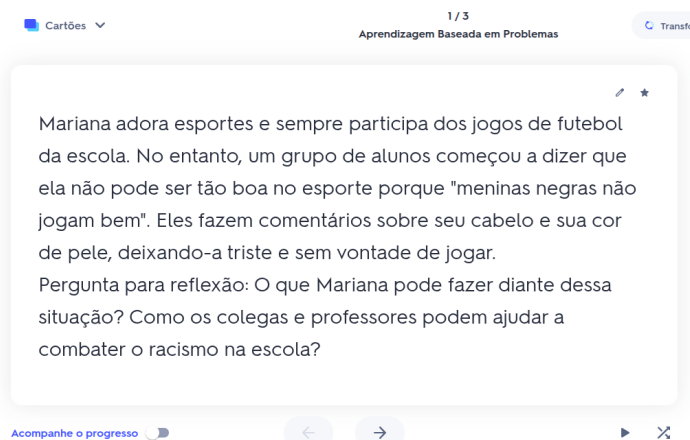 Cartões
1 / 3
Aprendizagem Baseada em Problemas
Mariana adora esportes e sempre participa dos jogos de futebol
da escola. No entanto, um grupo de alunos começou a dizer que
ela não pode ser tão boa no esporte porque "meninas negras não
jogam bem". Eles fazem comentários sobre seu cabelo e sua cor
de pele, deixando-a triste e sem vontade de jogar.
Pergunta para reflexão: O que Mariana pode fazer diante dessa
situação? Como os colegas e professores podem ajudar a
combater o racismo na escola?
Acompanhe o progresso